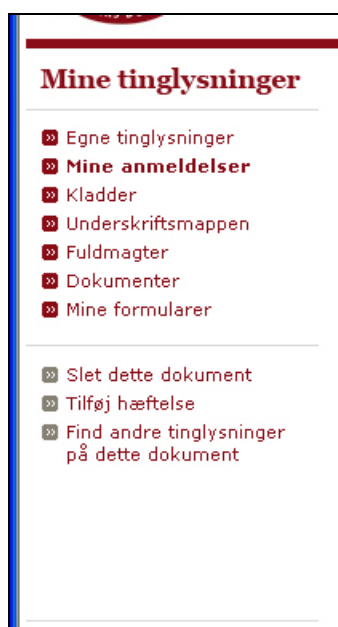 Mine tinglysninger
Egne tinglysninger
Mine anmeldelser
Kladder
Underskriftsmappen
Fuldmagter
Dokumenter
Mine formularer
Slet dette dokument
Tilføj hæftelse
Find andre tinglysninger
på dette dokument